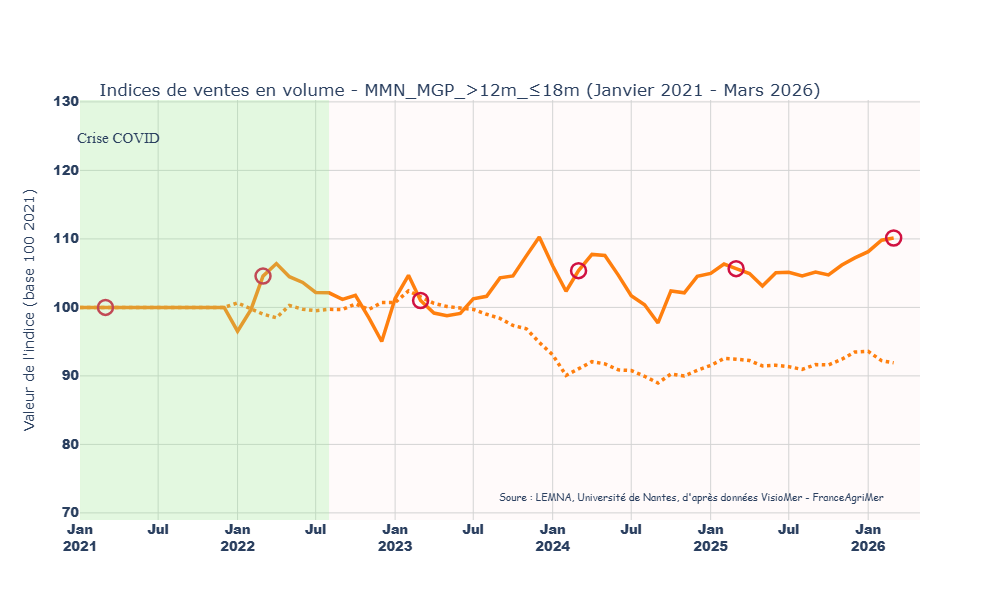 Indices de ventes en volume - MMN_MGP_>12m_≤18m (Janvier 2021 - Mars 2026)
Valeur de l'indice (base 100 2021)
130
120
110
100
90
80
70
Crise COVID
Soure : LEMNA, Université de Nantes, d'après données VisioMer - FranceAgriMer
Jan Jul Jan Jul Jan Jul Jan Jul Jan Jul Jan
2021 2022 2023 2024 2025 2026